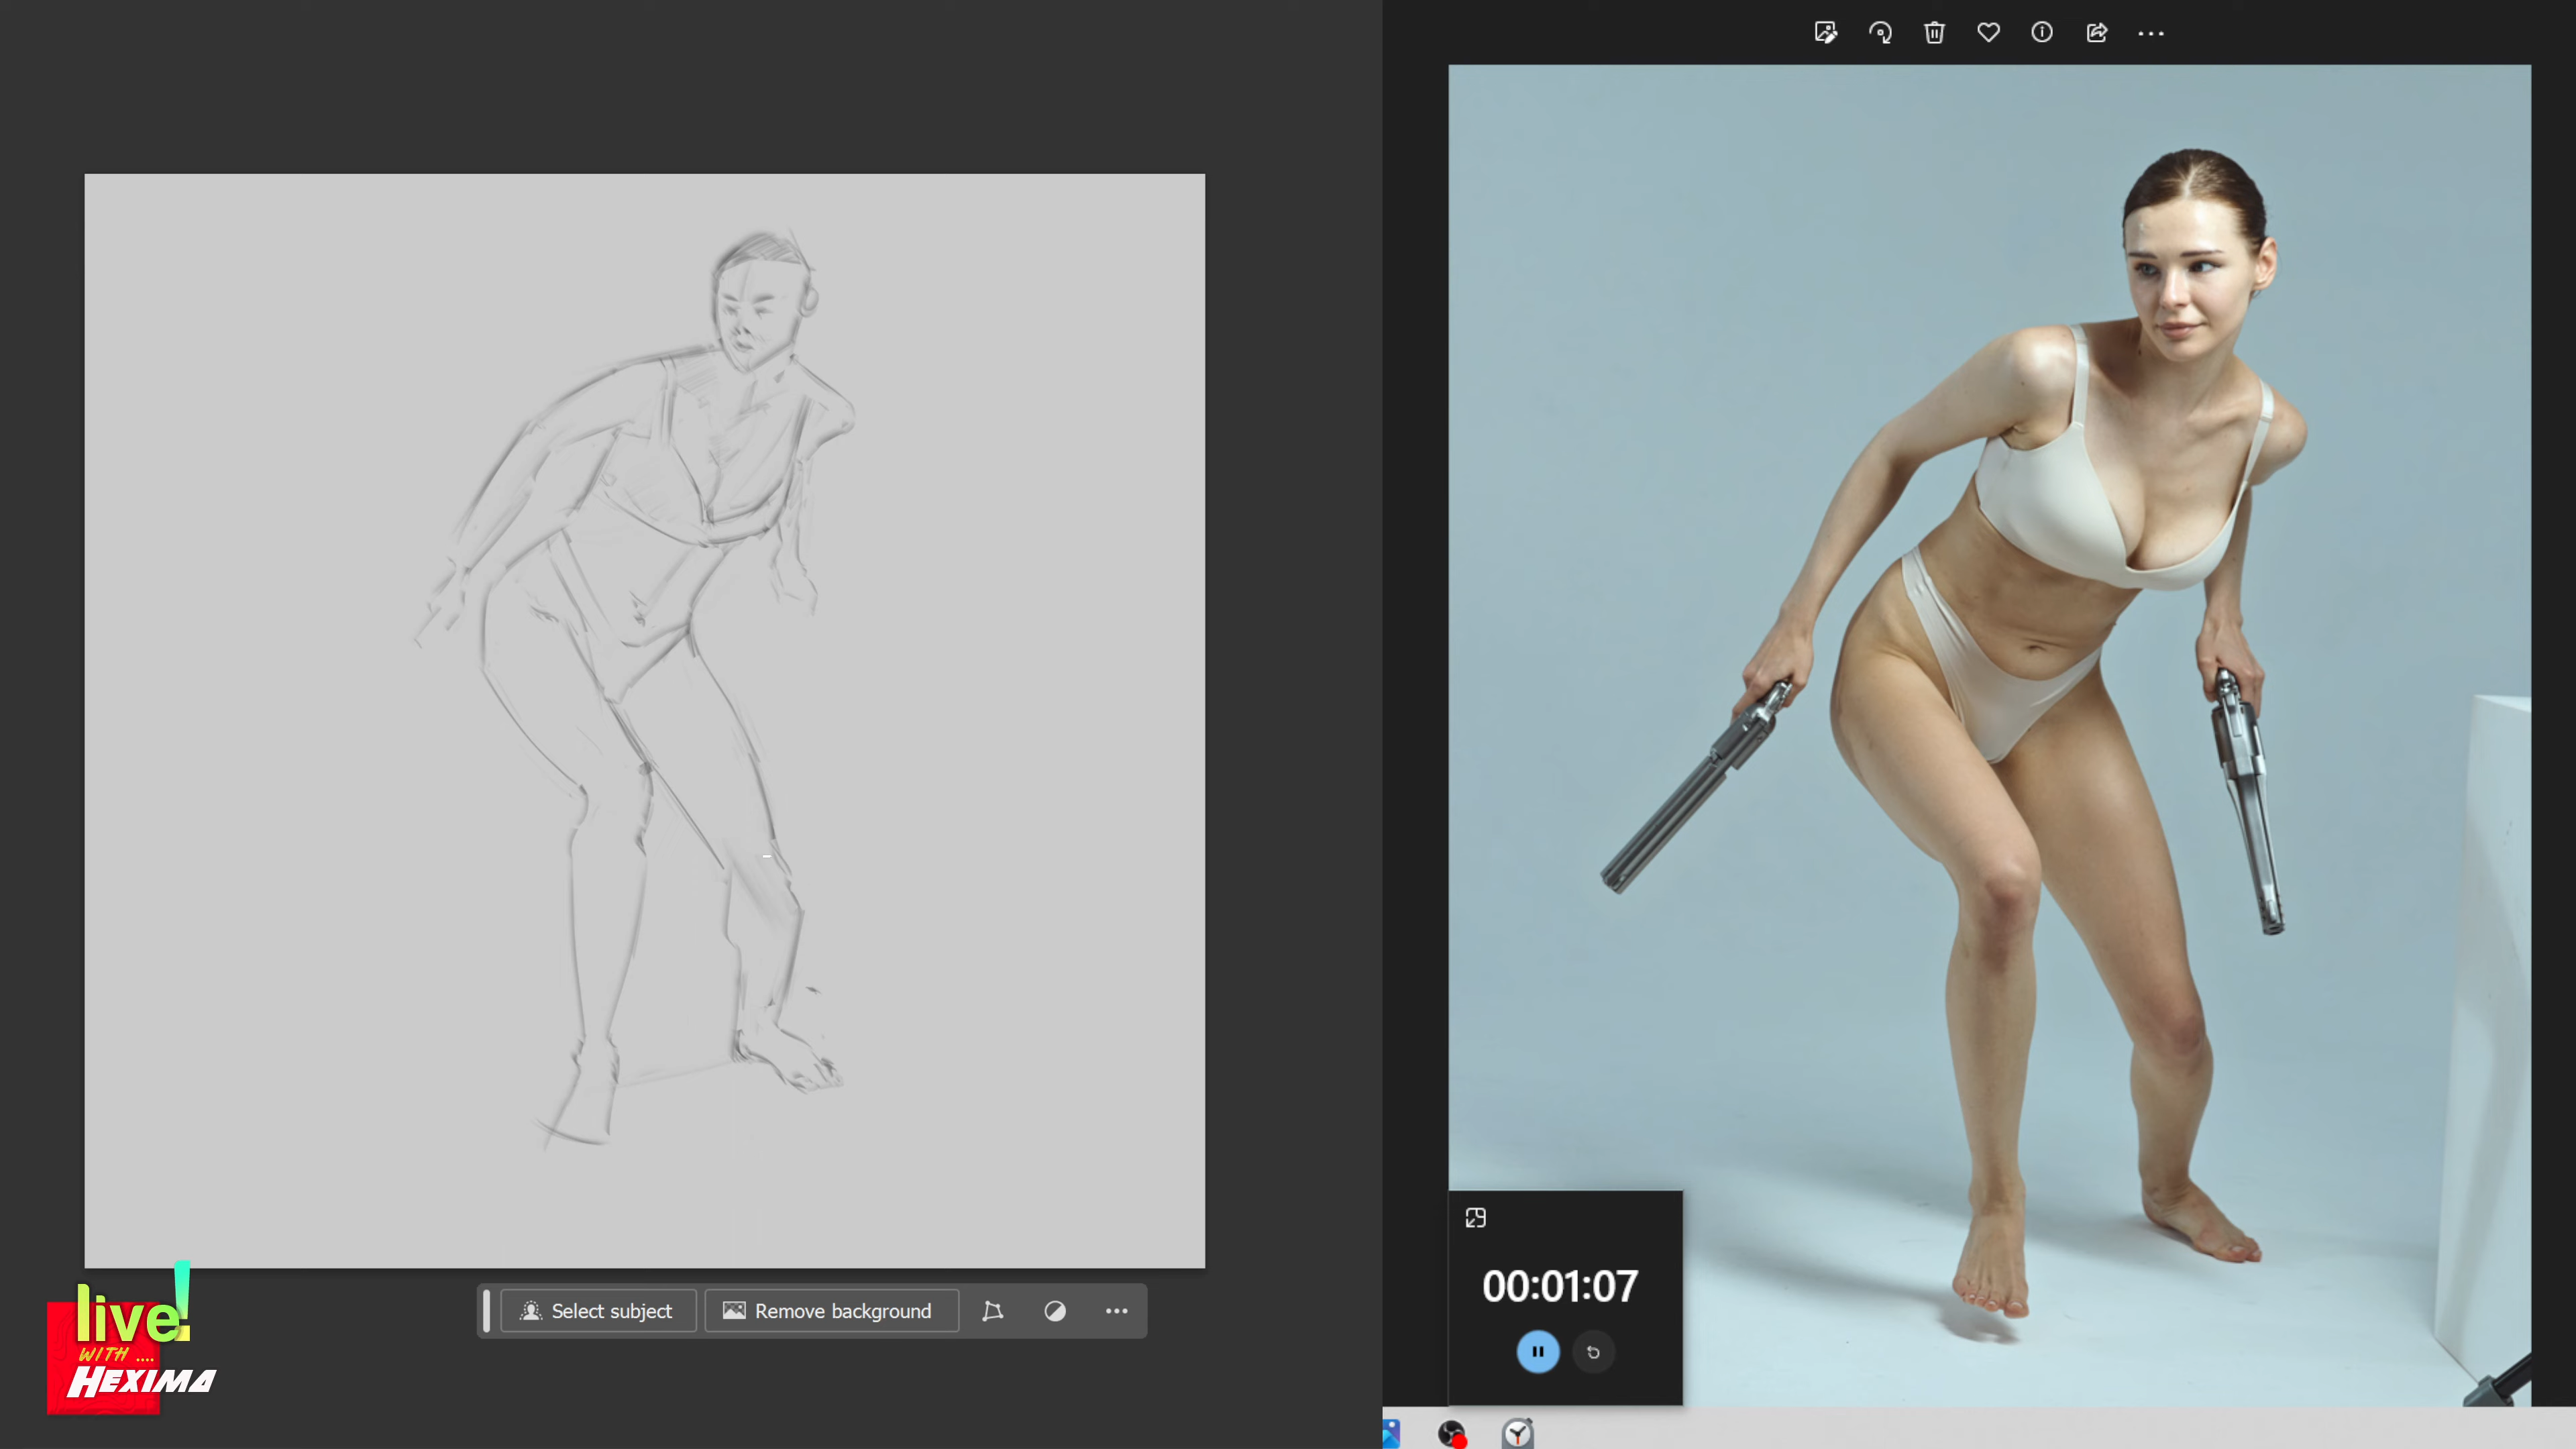 Select subject
Remove background
live!
WITH ....
HEXIMA
00:01:07